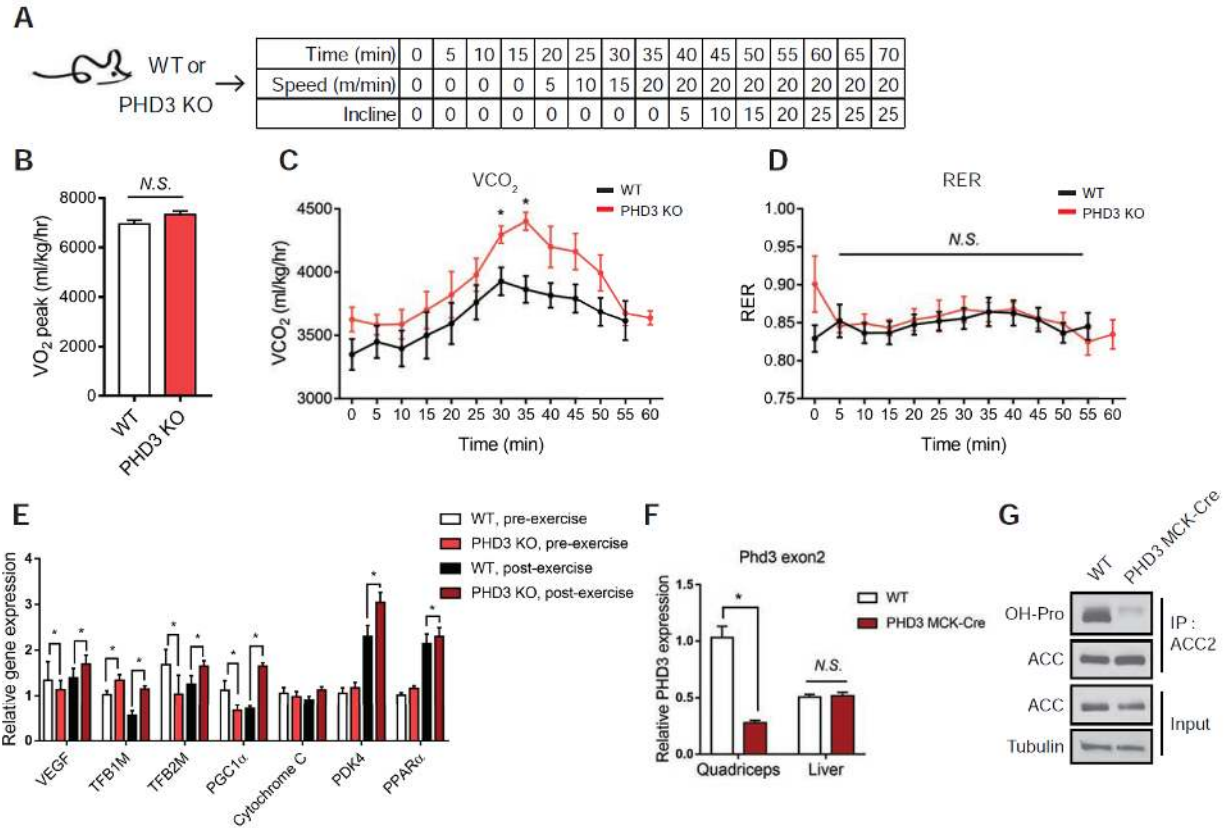 A
WT or
PHD3 KO
Time (min) 0 5 10 15 20 25 30 35 40 45 50 55 60 65 70
Speed (m/min) 0 0 0 0 5 10 15 20 20 20 20 20 20 20 20
Incline 0 0 0 0 0 0 0 0 5 10 15 20 25 25 25
B
N.S.
8000
6000
4000
2000
0
VO2 peak (ml/kg/hr)
WT
PHD3 KO
C
VCO2
WT
PHD3 KO
* *
4500
4000
3500
3000
VCO2 (ml/kg/hr)
0 5 10 15 20 25 30 35 40 45 50 55 60
Time (min)
D
RER
WT
PHD3 KO
N.S.
1.00
0.95
0.90
0.85
0.80
0.75
RER
0 5 10 15 20 25 30 35 40 45 50 55 60
Time (min)
E
WT, pre-exercise
PHD3 KO, pre-exercise
WT, post-exercise
PHD3 KO, post-exercise
4
3
2
1
0
Relative gene expression
* * * * * * * * * *
VEGF
TFB1M
TFB2M
PGC1α
Cytochrome C
PDK4
PPARα
F
Phd3 exon2
WT
PHD3 MCK-Cre
*
N.S.
1.5
1.0
0.5
0.0
Relative PHD3 expression
Quadriceps Liver
G
WT
PHD3 MCK-Cre
OH-Pro
ACC
IP :
ACC2
ACC
Tubulin
Input